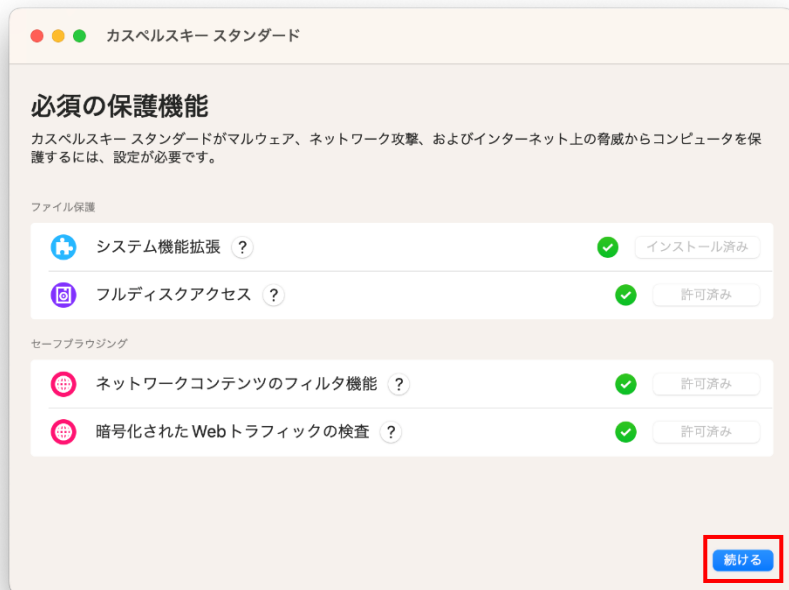 カスペルスキー スタンダード
必須の保護機能
カスペルスキー スタンダードがマルウェア、ネットワーク攻撃、およびインターネット上の脅威からコンピュータを保
護するには、設定が必要です。
ファイル保護
システム機能拡張 ? インストール済み
フルディスクアクセス ? 許可済み
セーフブラウジング
ネットワークコンテンツのフィルタ機能 ? 許可済み
暗号化されたWebトラフィックの検査 ? 許可済み
続ける